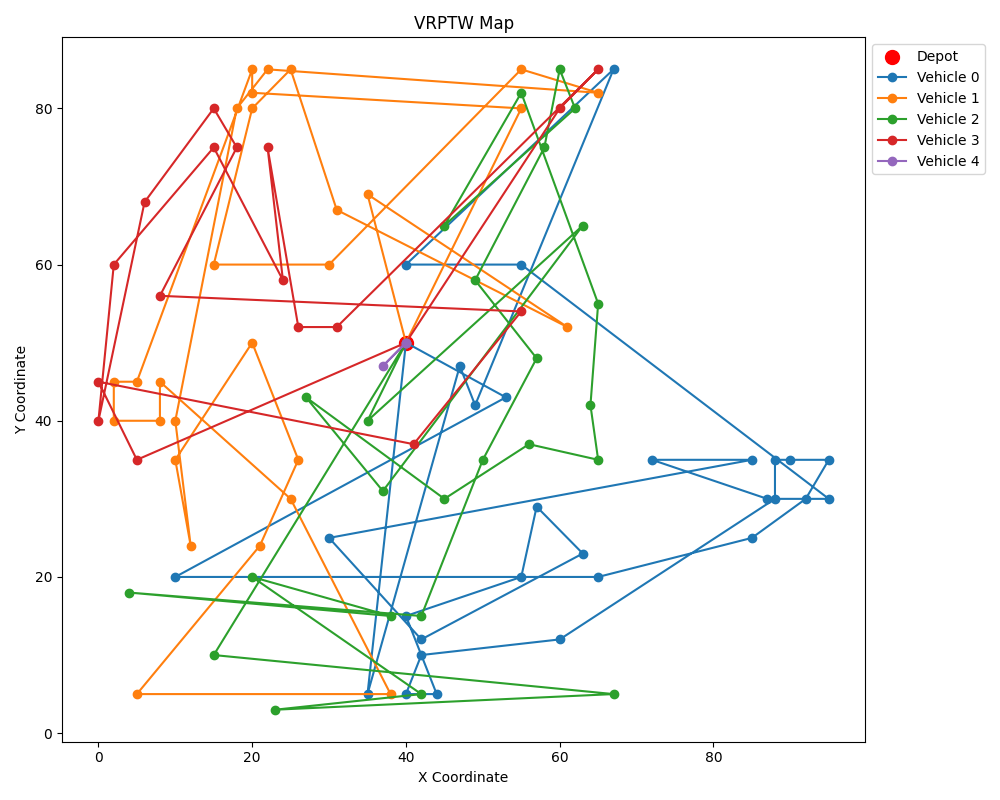 VRPTW Map
Depot
Vehicle 0
Vehicle 1
Vehicle 2
Vehicle 3
Vehicle 4
Y Coordinate
80
60
40
20
0
0 20 40 60 80
X Coordinate